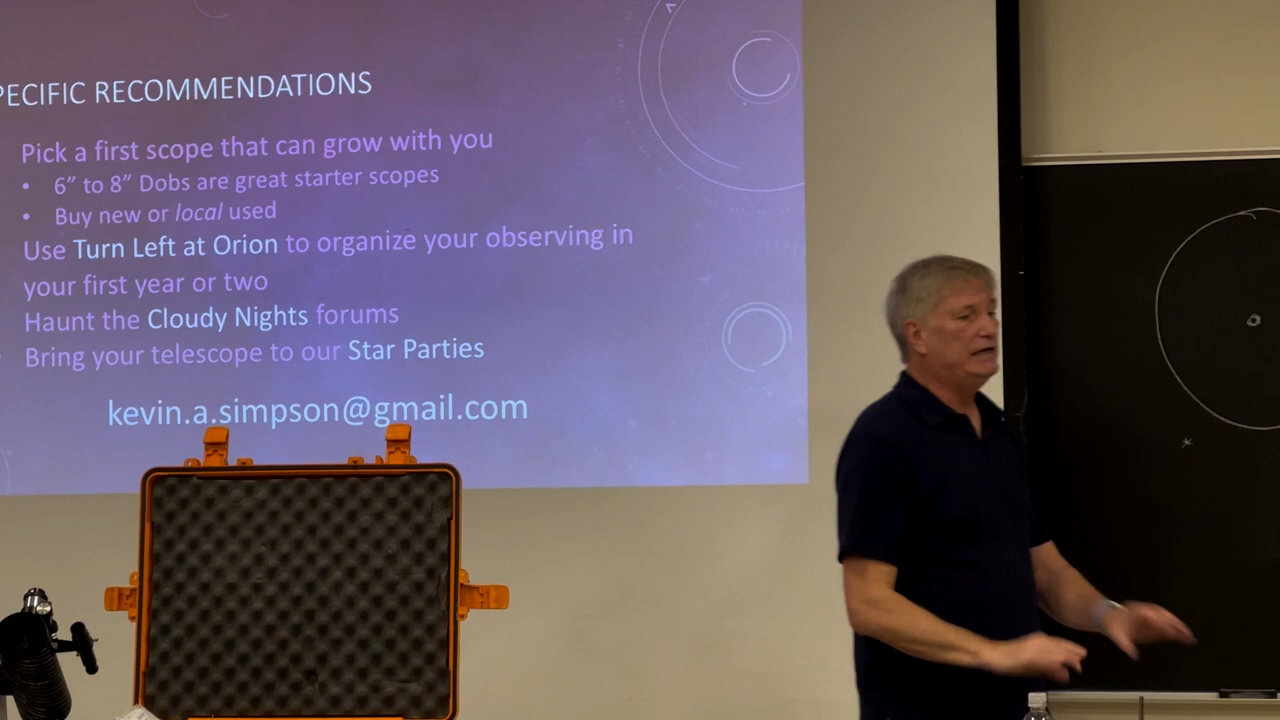 PECIFIC RECOMMENDATIONS
Pick a first scope that can grow with you
• 6” to 8” Dobs are great starter scopes
• Buy new or local used
Use Turn Left at Orion to organize your observing in
your first year or two
Haunt the Cloudy Nights forums
Bring your telescope to our Star Parties
kevin.a.simpson@gmail.com